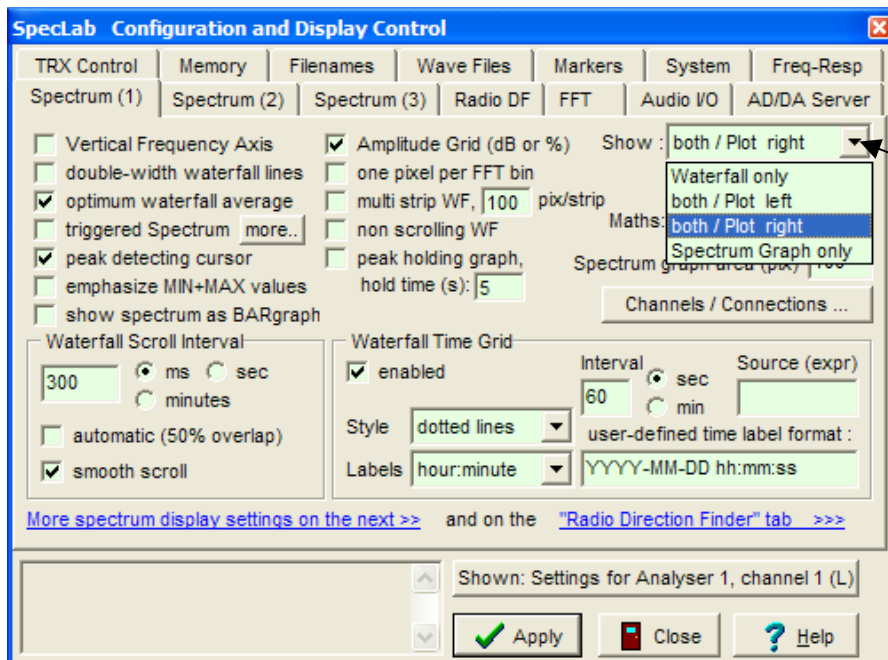 SpecLab Configuration and Display Control
TRX Control Memory Filenames Wave Files Markers System Freq-Resp
Spectrum (1) Spectrum (2) Spectrum (3) Radio DF FFT Audio I/O AD/DA Server
Vertical Frequency Axis
double-width waterfall lines
optimum waterfall average
triggered Spectrum more..
peak detecting cursor
emphasize MIN+MAX values
show spectrum as BARgraph
Amplitude Grid (dB or %)
one pixel per FFT bin
multi strip WF, 100 pix/strip
non scrolling WF
peak holding graph,
hold time (s): 5
Show : both / Plot right
Waterfall only
both / Plot left
both / Plot right
Spectrum Graph only
Maths:
Spectrum graph area (pix) 100
Channels / Connections ...
Waterfall Scroll Interval
300 ms sec
minutes
automatic (50% overlap)
smooth scroll
Waterfall Time Grid
enabled
Interval
60 sec
min
Source (expr)
Style dotted lines
user-defined time label format :
Labels hour:minute YYYY-MM-DD hh:mm:ss
More spectrum display settings on the next >> and on the "Radio Direction Finder" tab >>>
Shown: Settings for Analyser 1, channel 1 (L)
Apply Close Help